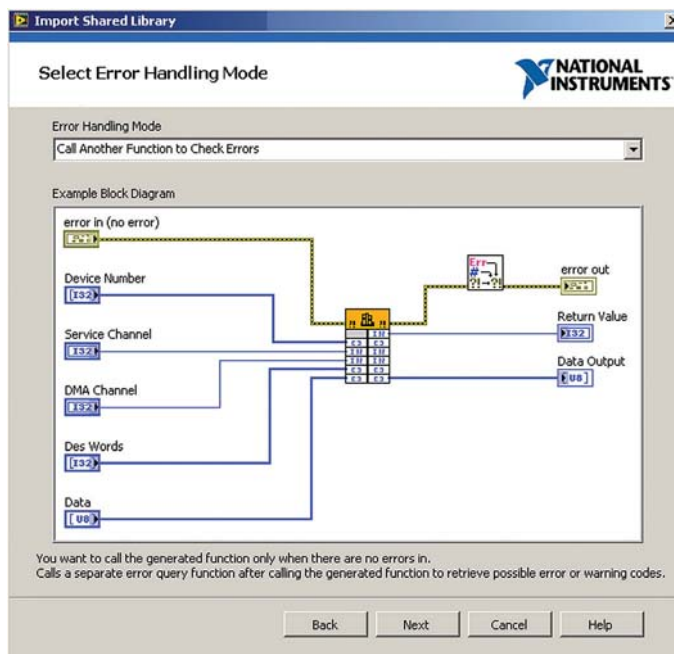 Import Shared Library
Select Error Handling Mode
NATIONAL
INSTRUMENTS
Error Handling Mode
Call Another Function to Check Errors
Example Block Diagram
error in (no error)
Device Number
[I32]
Service Channel
I32
DMA Channel
I32
Des Words
[I32]
Data
[U8]
Err
#
?!→?!
error out
Return Value
I32
Data Output
[U8]
You want to call the generated function only when there are no errors in.
Calls a separate error query function after calling the generated function to retrieve possible error or warning codes.
Back
Next
Cancel
Help